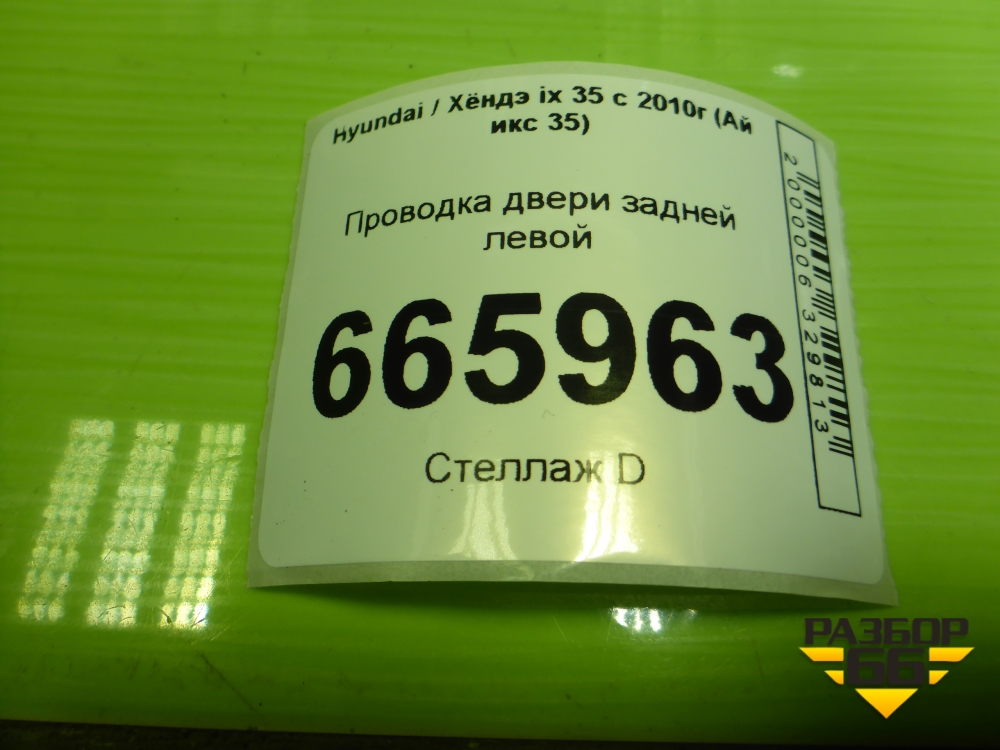 Hyundai / Хёндэ ix 35 с 2010г (Ай
икс 35)
Проводка двери задней
левой
665963
Стеллаж D
2000006329813
РАЗБОР
66